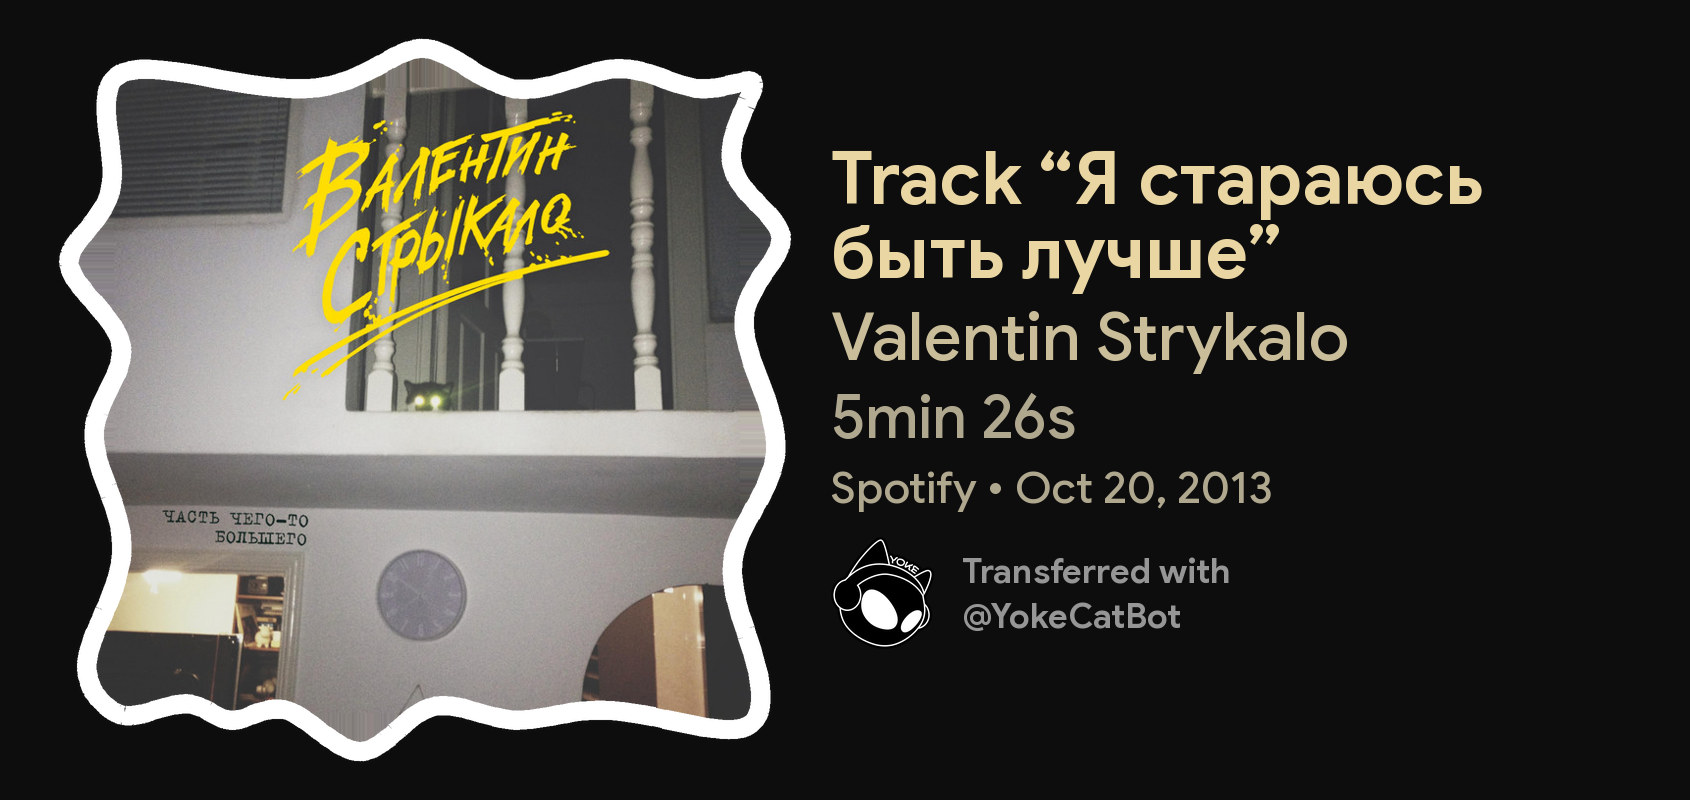 ВАЛЕНТИН
СТРЫКАЛО
ЧАСТЬ ЧЕГО-ТО
БОЛЬШЕГО
Track “Я стараюсь
быть лучше”
Valentin Strykalo
5min 26s
Spotify • Oct 20, 2013
YOKE
Transferred with
@YokeCatBot